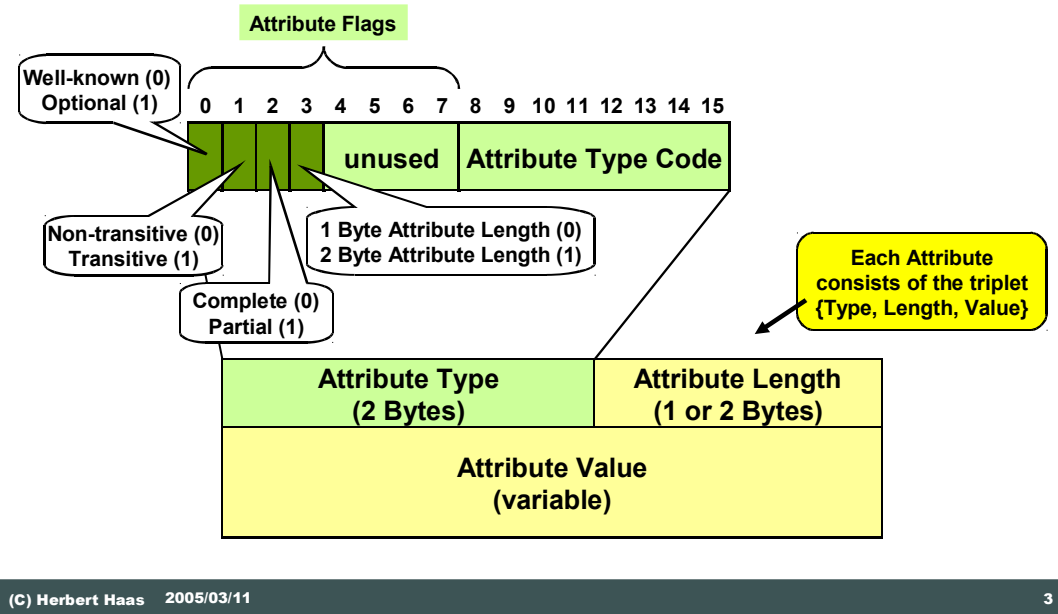 Attribute Flags
Well-known (0)
Optional (1)
0 1 2 3 4 5 6 7 8 9 10 11 12 13 14 15
unused Attribute Type Code
Non-transitive (0)
Transitive (1)
1 Byte Attribute Length (0)
2 Byte Attribute Length (1)
Complete (0)
Partial (1)
Each Attribute
consists of the triplet
{Type, Length, Value}
Attribute Type
(2 Bytes)
Attribute Length
(1 or 2 Bytes)
Attribute Value
(variable)
(C) Herbert Haas 2005/03/11 3